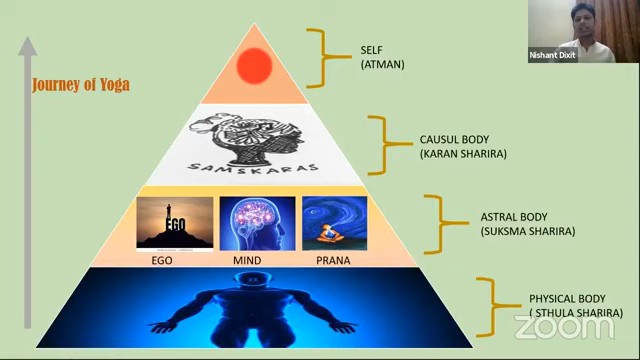 Nishant Dixit
SELF
(ATMAN)
Journey of Yoga
CAUSUL BODY
(KARAN SHARIRA)
SAMSKARAS
EGO
ASTRAL BODY
(SUKSMA SHARIRA)
EGO MIND PRANA
PHYSICAL BODY
( STHULA SHARIRA)
zoom